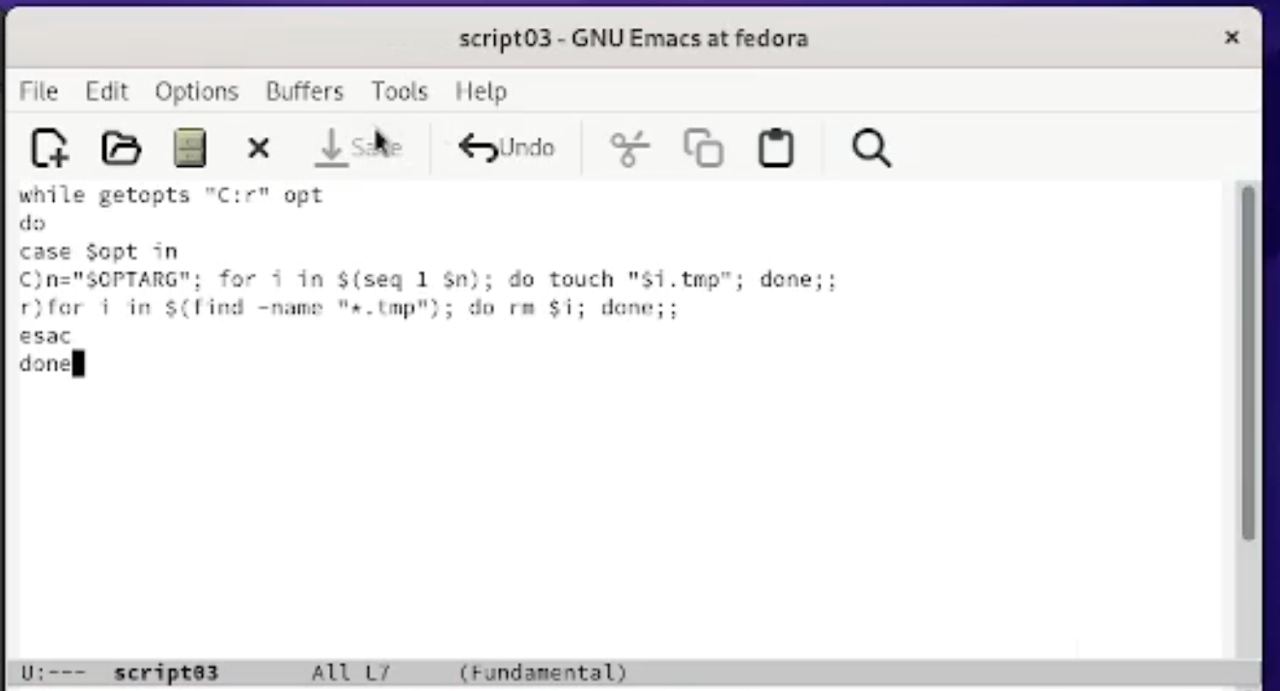 script03 - GNU Emacs at fedora
File Edit Options Buffers Tools Help
Save Undo
while getopts "C:r" opt
do
case $opt in
C)n="$OPTARG"; for i in $(seq 1 $n); do touch "$i.tmp"; done;;
r)for i in $(find -name "*.tmp"); do rm $i; done;;
esac
done
U:--- script03 All L7 (Fundamental)